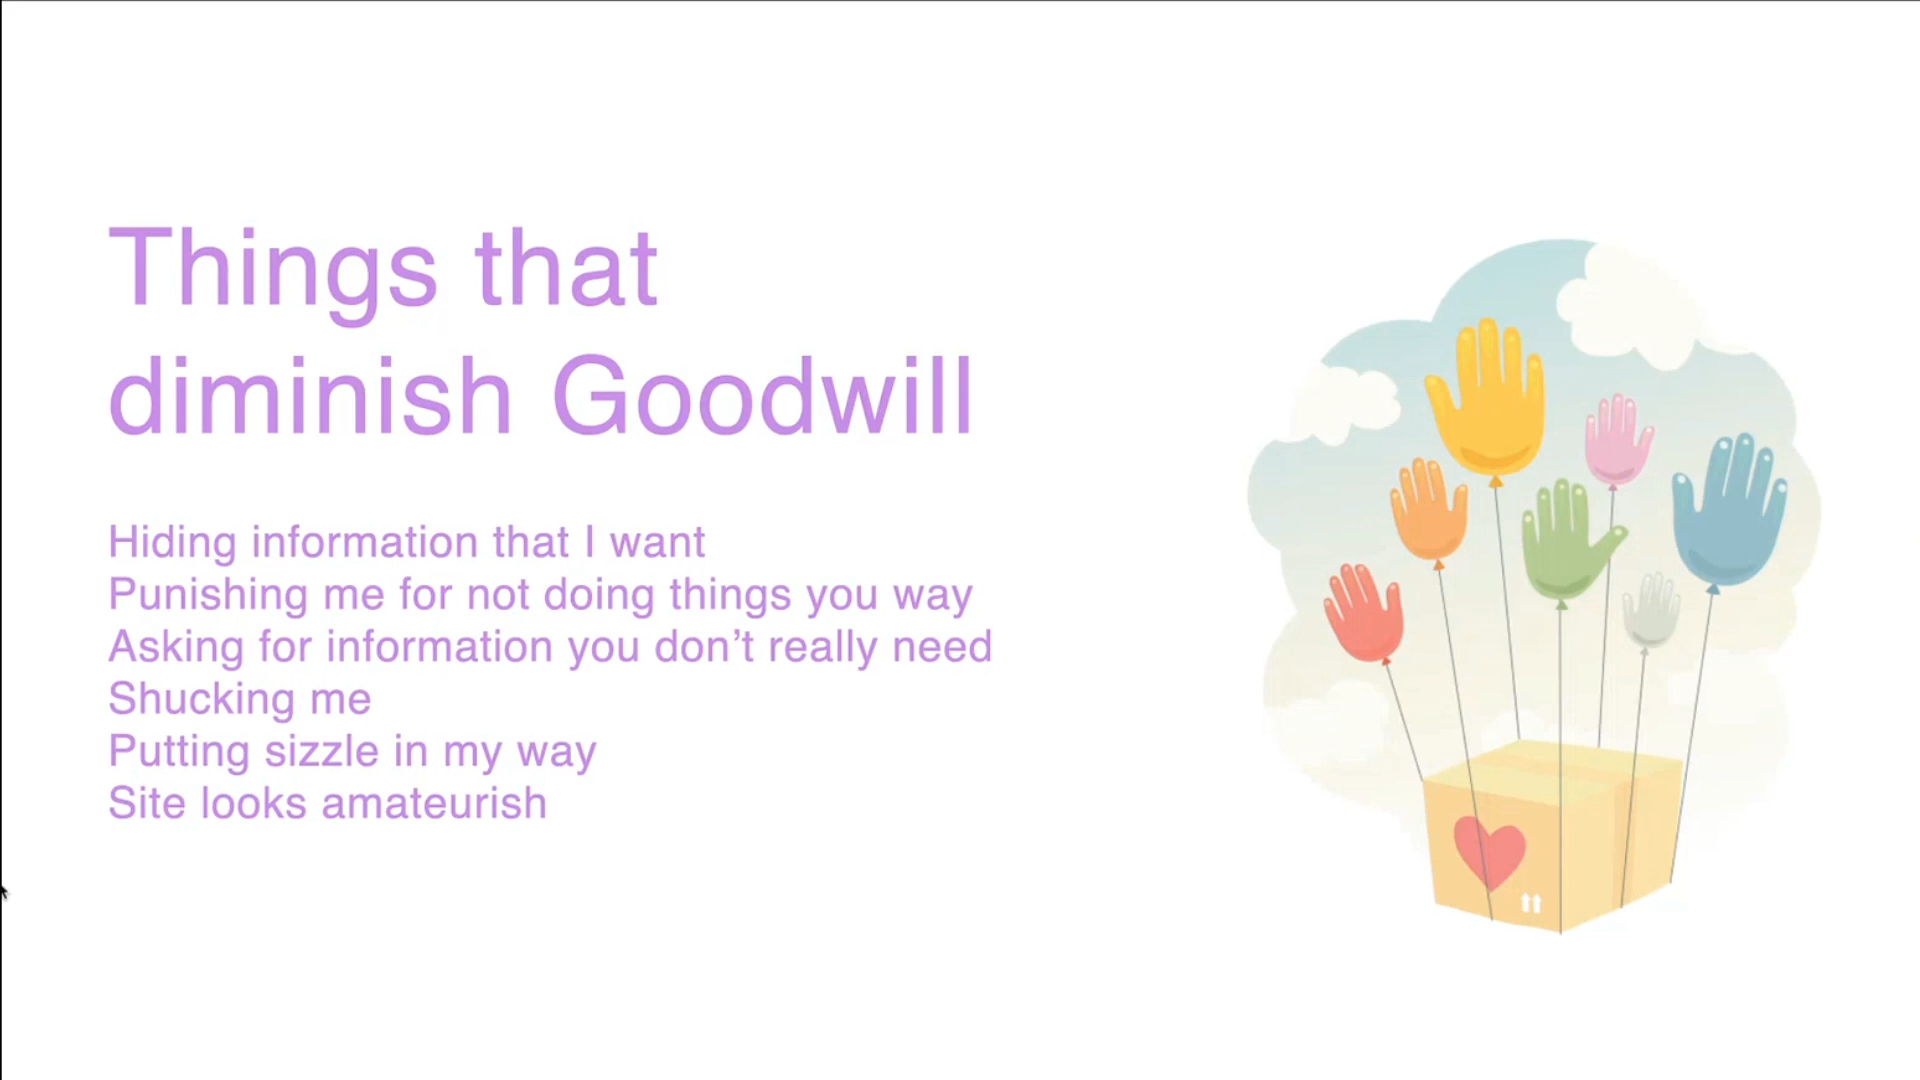 Things that
diminish Goodwill
Hiding information that I want
Punishing me for not doing things you way
Asking for information you don’t really need
Shucking me
Putting sizzle in my way
Site looks amateurish